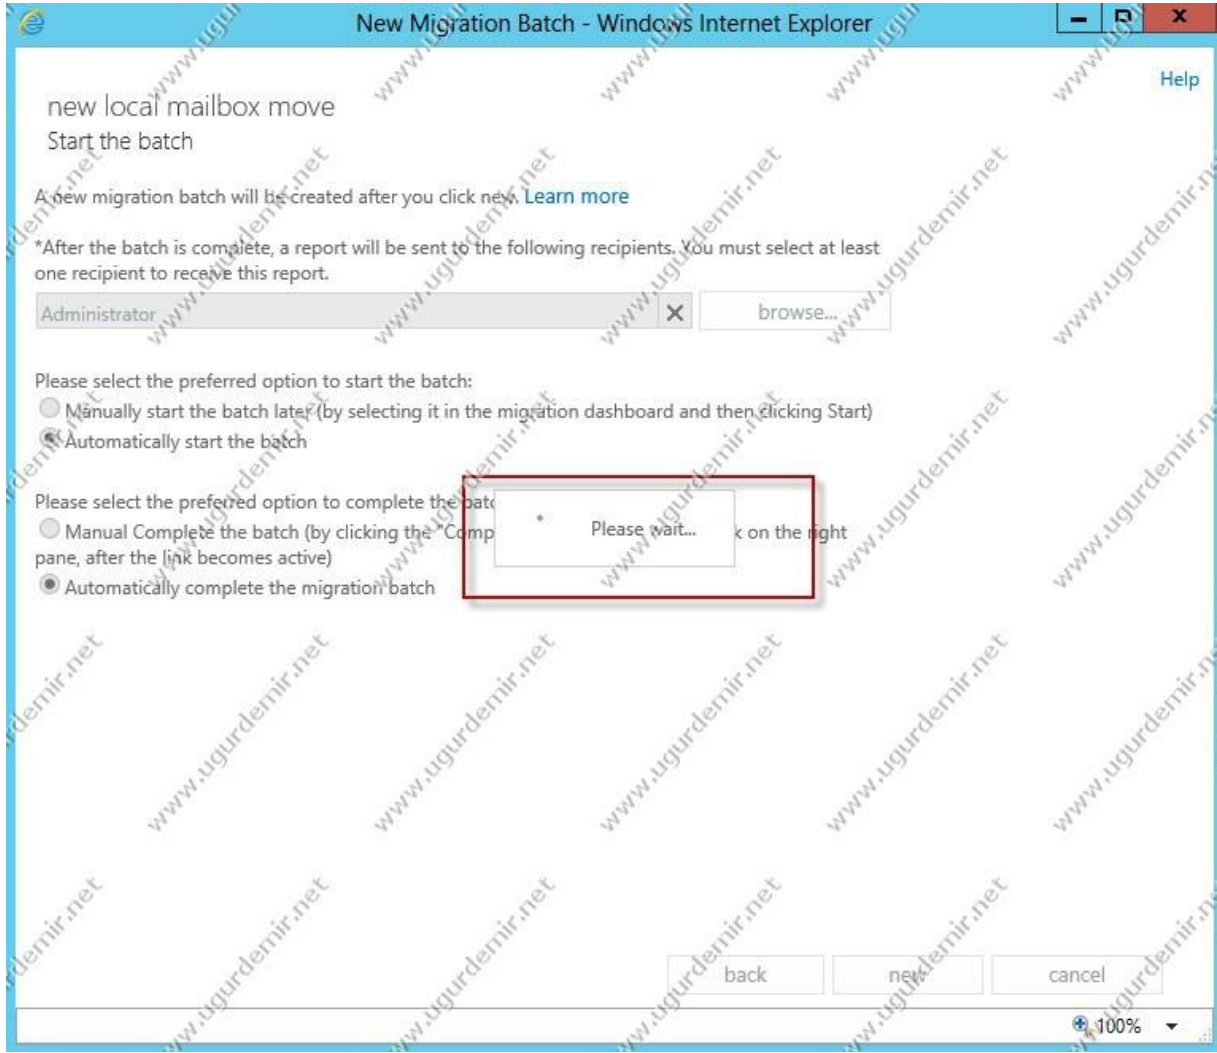 New Migration Batch - Windows Internet Explorer
Help
new local mailbox move
Start the batch
A new migration batch will be created after you click new. Learn more
*After the batch is complete, a report will be sent to the following recipients. You must select at least
one recipient to receive this report.
Administrator
browse...
Please select the preferred option to start the batch:
Manually start the batch later (by selecting it in the migration dashboard and then clicking Start)
Automatically start the batch
Please select the preferred option to complete the
Manual Complete the batch (by clicking the "Comp
Please wait...
on the right
pane, after the link becomes active)
Automatically complete the migration batch
back
new
cancel
100%
www.ugurdemir.net